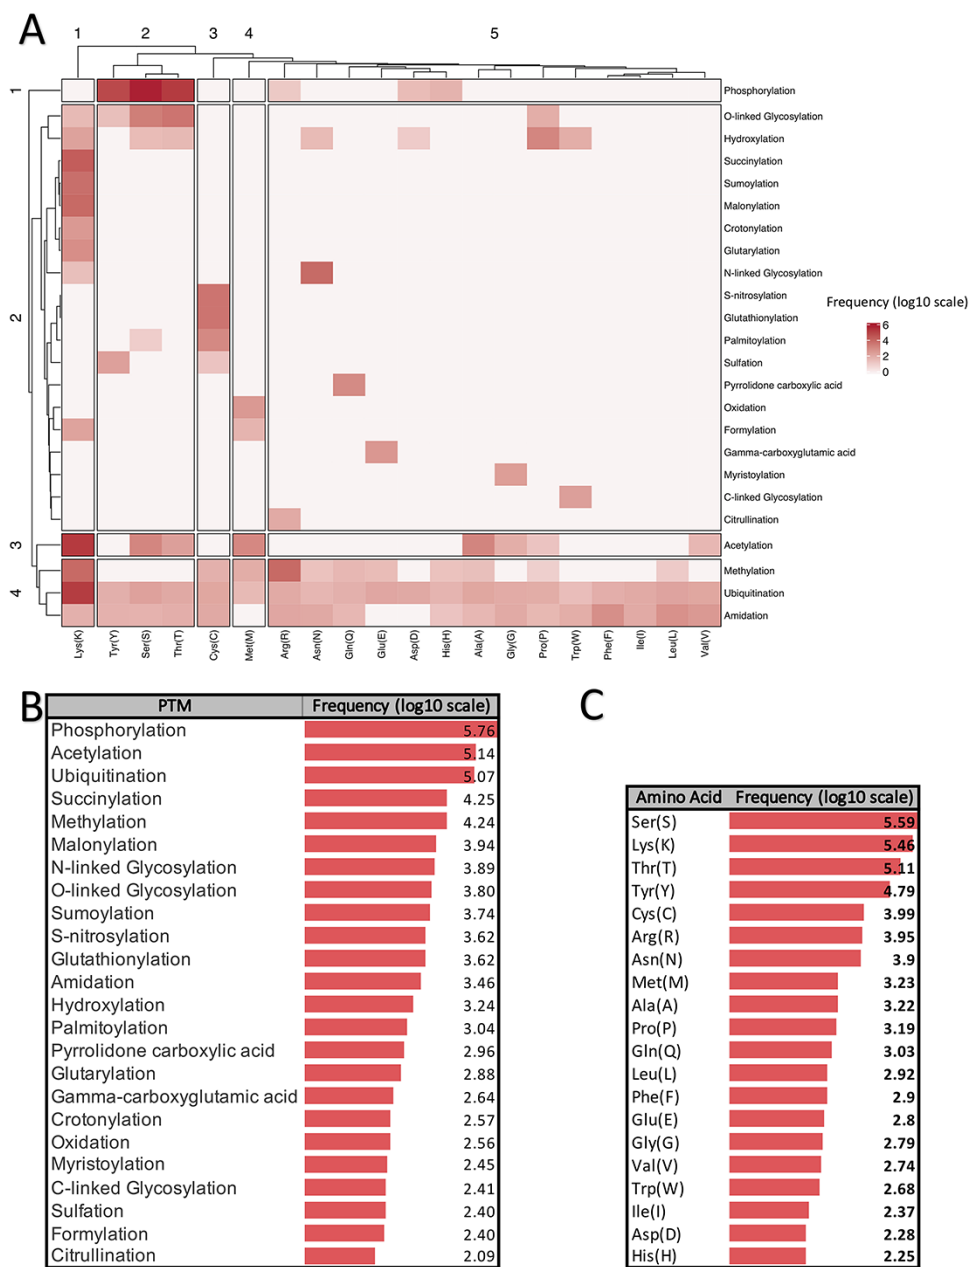 A
1 2 3 4 5
1
2
3
4
Phosphorylation
O-linked Glycosylation
Hydroxylation
Succinylation
Sumoylation
Malonylation
Crotonylation
Glutarylation
N-linked Glycosylation
S-nitrosylation
Glutathionylation
Palmitoylation
Sulfation
Pyrrolidone carboxylic acid
Oxidation
Formylation
Gamma-carboxyglutamic acid
Myristoylation
C-linked Glycosylation
Citrullination
Acetylation
Methylation
Ubiquitination
Amidation
Frequency (log10 scale)
6
4
2
0
Lys(K)
Tyr(Y)
Ser(S)
Thr(T)
Cys(C)
Met(M)
Arg(R)
Asn(N)
Gln(Q)
Glu(E)
Asp(D)
His(H)
Ala(A)
Gly(G)
Pro(P)
Trp(W)
Phe(F)
Ile(I)
Leu(L)
Val(V)
B
PTM Frequency (log10 scale)
Phosphorylation 5.76
Acetylation 5.14
Ubiquitination 5.07
Succinylation 4.25
Methylation 4.24
Malonylation 3.94
N-linked Glycosylation 3.89
O-linked Glycosylation 3.80
Sumoylation 3.74
S-nitrosylation 3.62
Glutathionylation 3.62
Amidation 3.46
Hydroxylation 3.24
Palmitoylation 3.04
Pyrrolidone carboxylic acid 2.96
Glutarylation 2.88
Gamma-carboxyglutamic acid 2.64
Crotonylation 2.57
Oxidation 2.56
Myristoylation 2.45
C-linked Glycosylation 2.41
Sulfation 2.40
Formylation 2.40
Citrullination 2.09
C
Amino Acid Frequency (log10 scale)
Ser(S) 5.59
Lys(K) 5.46
Thr(T) 5.11
Tyr(Y) 4.79
Cys(C) 3.99
Arg(R) 3.95
Asn(N) 3.9
Met(M) 3.23
Ala(A) 3.22
Pro(P) 3.19
Gln(Q) 3.03
Leu(L) 2.92
Phe(F) 2.9
Glu(E) 2.8
Gly(G) 2.79
Val(V) 2.74
Trp(W) 2.68
Ile(I) 2.37
Asp(D) 2.28
His(H) 2.25